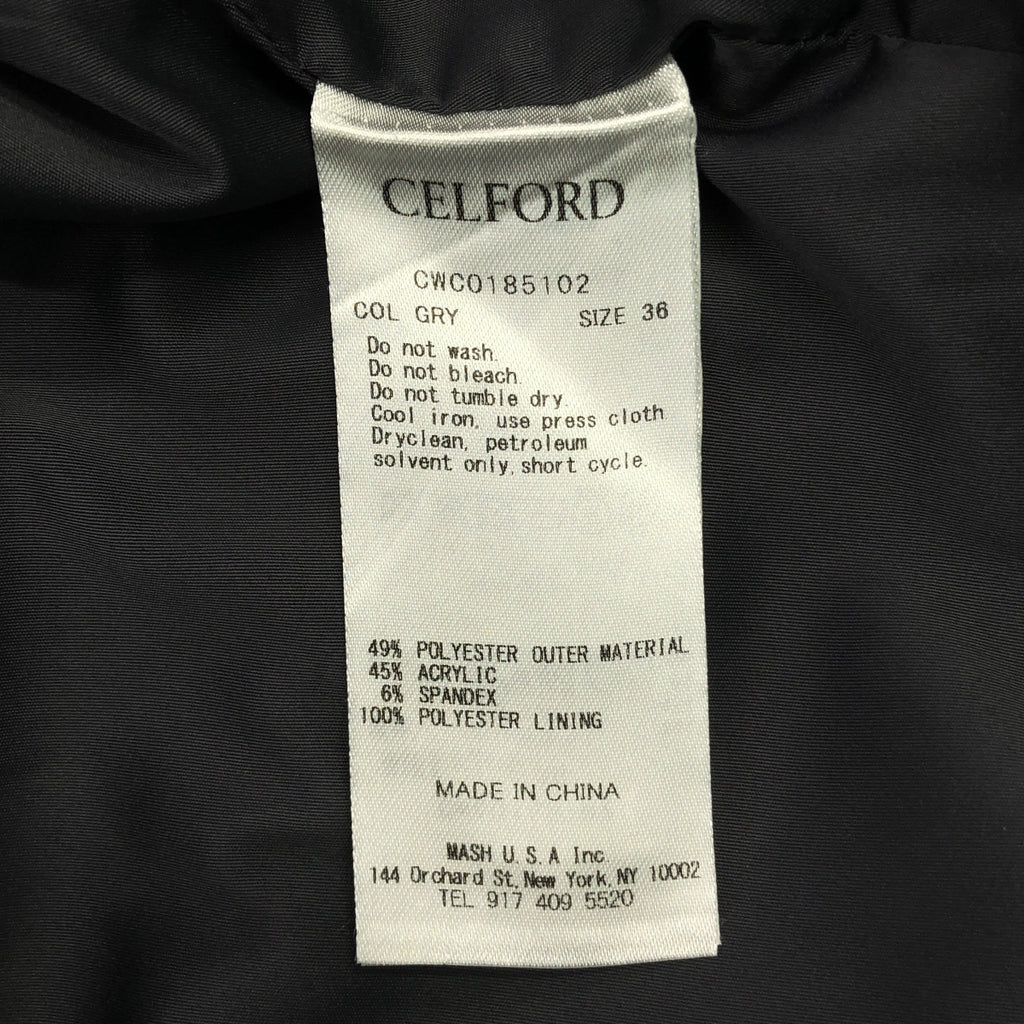 CELFORD
CWCO185102
COL GRY SIZE 36
Do not wash.
Do not bleach.
Do not tumble dry.
Cool iron, use press cloth
Dryclean, petroleum
solvent only, short cycle.
49% POLYESTER OUTER MATERIAL
45% ACRYLIC
6% SPANDEX
100% POLYESTER LINING
MADE IN CHINA
MASH U.S.A Inc
144 Orchard St, New York, NY 10002
TEL 917 409 5520